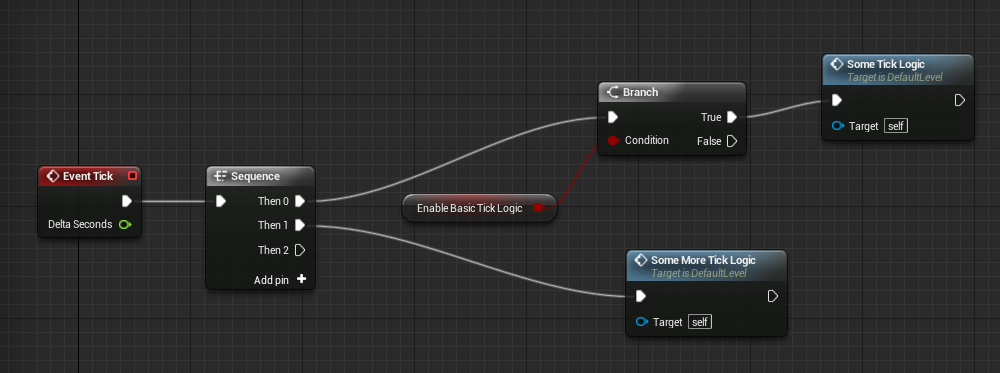 Event Tick
Delta Seconds
Sequence
Then 0
Then 1
Then 2
Add pin
Enable Basic Tick Logic
Branch
True
Condition
False
Some Tick Logic
Target is DefaultLevel
Target self
Some More Tick Logic
Target is DefaultLevel
Target self